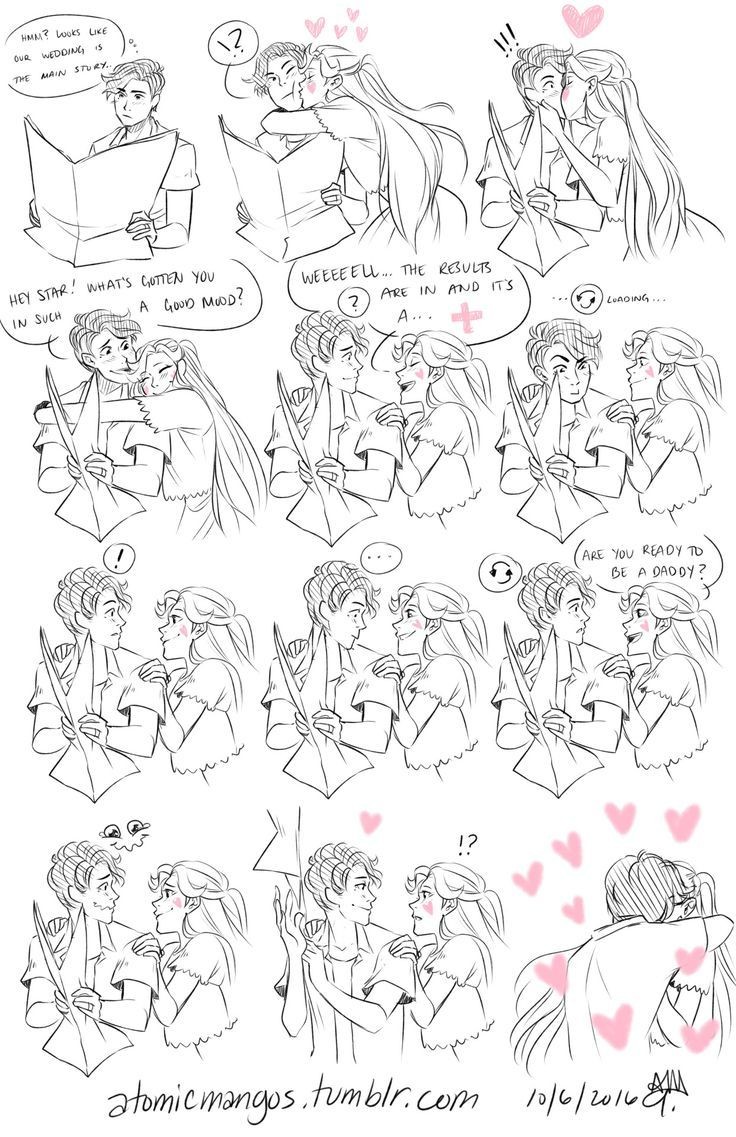 HMM? LOOKS LIKE
OUR WEDDING IS
THE MAIN STORY..
!?
!!!
HEY STAR! WHAT'S GOTTEN YOU
IN SUCH A GOOD MOOD?
WEEEEELL... THE RESULTS
ARE IN AND IT'S
A... +
?
... LOADING...
!
...
ARE YOU READY TO
BE A DADDY?
!?
atomicmangos.tumblr.com
10/6/2016